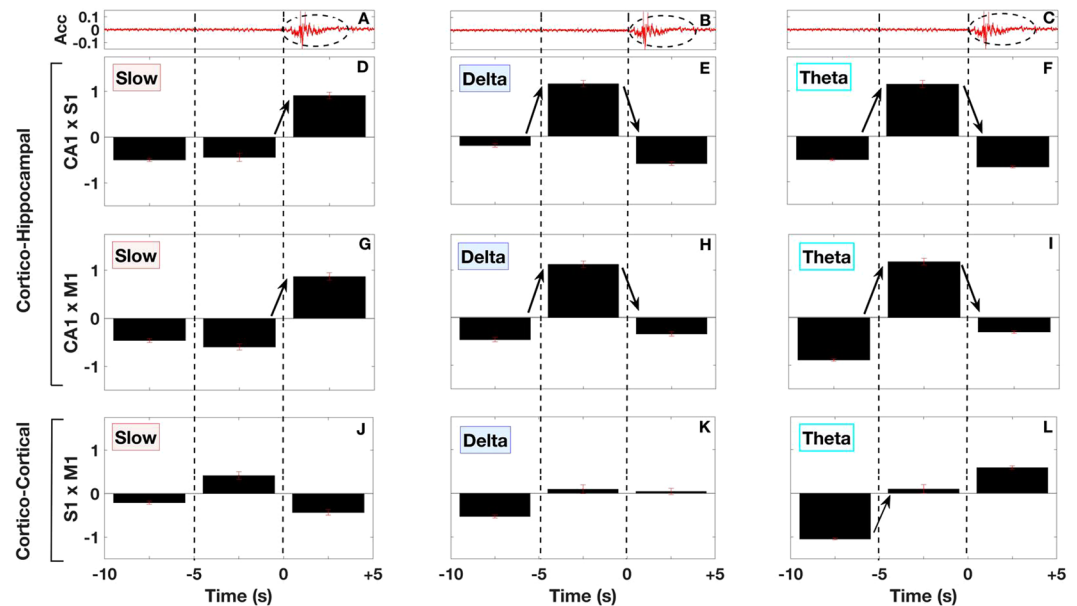 Acc
0.1
0
-0.1
A
B
C
Cortico-Hippocampal
CA1 x S1
1
0
-1
Slow
D
Delta
E
Theta
F
CA1 x M1
1
0
-1
Slow
G
Delta
H
Theta
I
Cortico-Cortical
S1 x M1
1
0
-1
Slow
J
Delta
K
Theta
L
-10 -5 0 +5
-10 -5 0 +5
-10 -5 0 +5
Time (s)
Time (s)
Time (s)